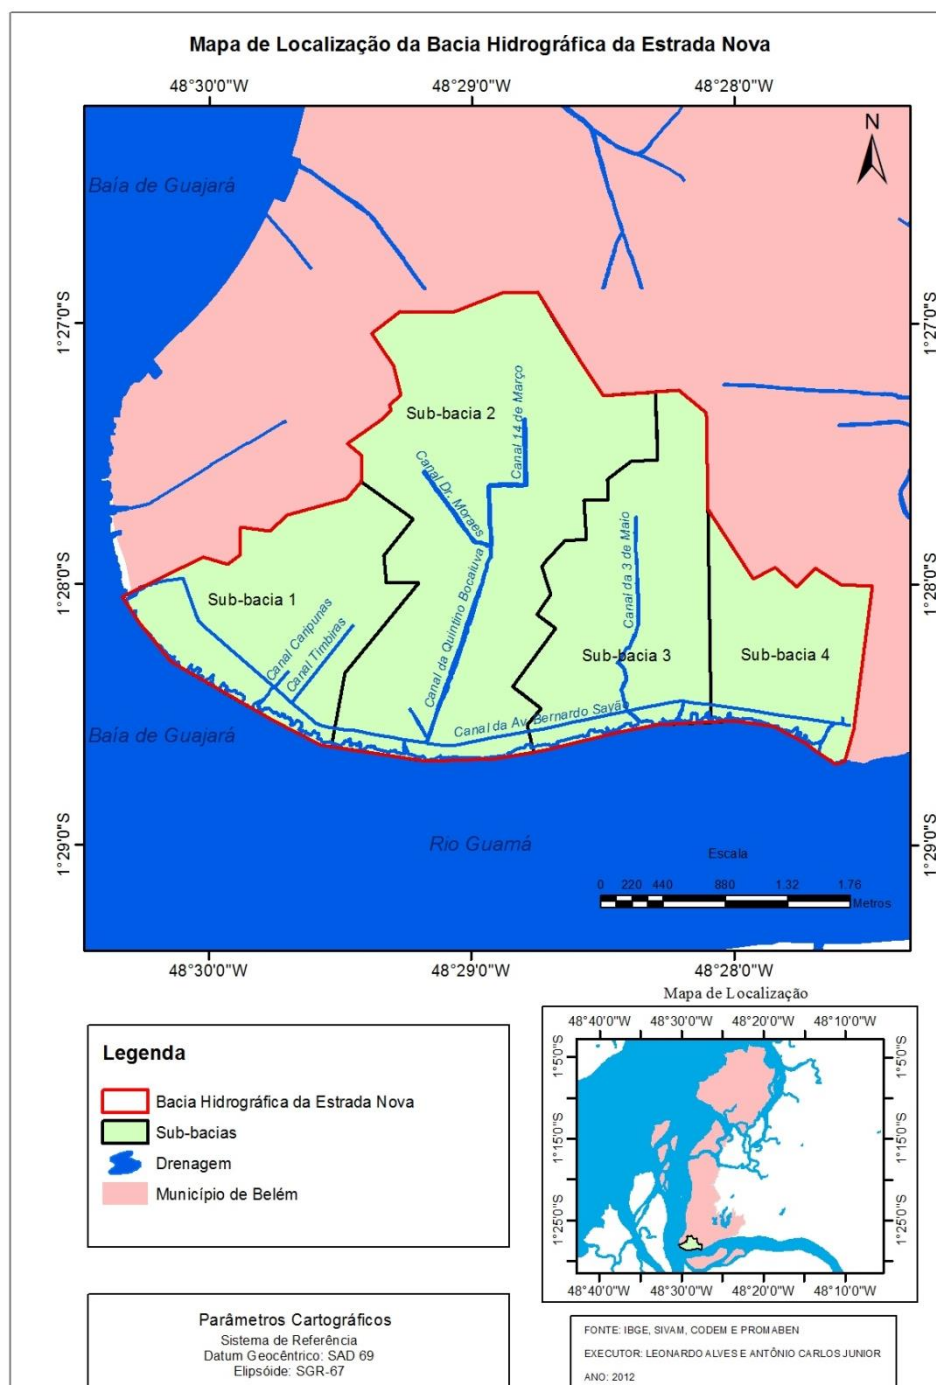 Mapa de Localização da Bacia Hidrográfica da Estrada Nova
48°30'0"W 48°29'0"W 48°28'0"W
N
Baía de Guajará
1°27'0"S
1°27'0"S
Sub-bacia 2
Canal 14 de Março
Canal Dr. Moraes
Canal da 3 de Maio
1°28'0"S
1°28'0"S
Sub-bacia 1
Canal Caripunas
Canal Timbiras
Canal da Quintino Bocaiuva
Sub-bacia 3
Sub-bacia 4
Canal da Av. Bernardo Savão
Baía de Guajará
1°29'0"S
1°29'0"S
Rio Guamá
Escala
0 220 440 880 1.32 1.76
Metros
48°30'0"W 48°29'0"W 48°28'0"W
Mapa de Localização
48°40'0"W 48°30'0"W 48°20'0"W 48°10'0"W
1°5'0"S
1°5'0"S
1°15'0"S
1°15'0"S
1°25'0"S
1°25'0"S
48°40'0"W 48°30'0"W 48°20'0"W 48°10'0"W
Legenda
Bacia Hidrográfica da Estrada Nova
Sub-bacias
Drenagem
Município de Belém
Parâmetros Cartográficos
Sistema de Referência
Datum Geocêntrico: SAD 69
Elipsóide: SGR-67
FONTE: IBGE, SIVAM, CODEM E PROMABEN
EXECUTOR: LEONARDO ALVES E ANTÔNIO CARLOS JUNIOR
ANO: 2012